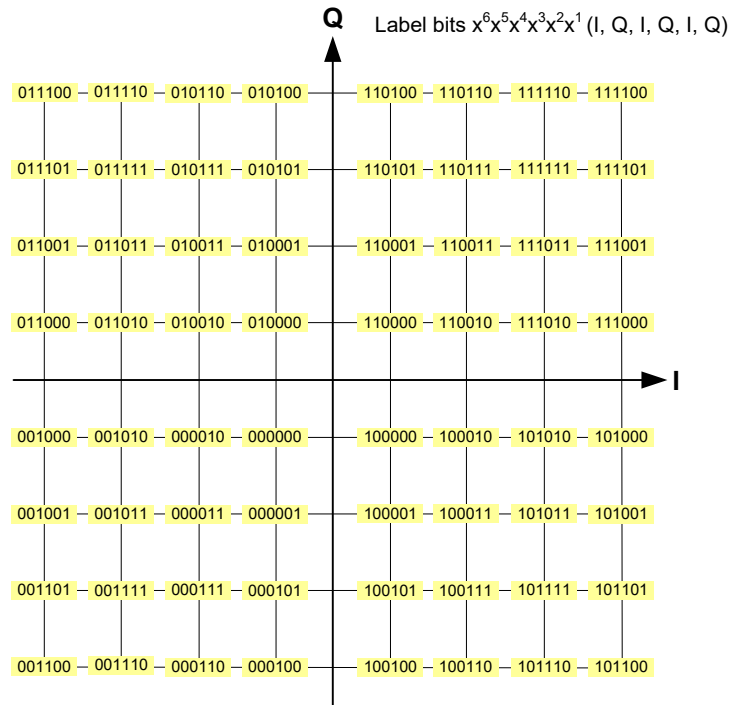 Q Label bits x⁶x⁵x⁴x³x²x¹ (I, Q, I, Q, I, Q)
011100 011110 010110 010100 110100 110110 111110 111100
011101 011111 010111 010101 110101 110111 111111 111101
011001 011011 010011 010001 110001 110011 111011 111001
011000 011010 010010 010000 110000 110010 111010 111000
I
001000 001010 000010 000000 100000 100010 101010 101000
001001 001011 000011 000001 100001 100011 101011 101001
001101 001111 000111 000101 100101 100111 101111 101101
001100 001110 000110 000100 100100 100110 101110 101100